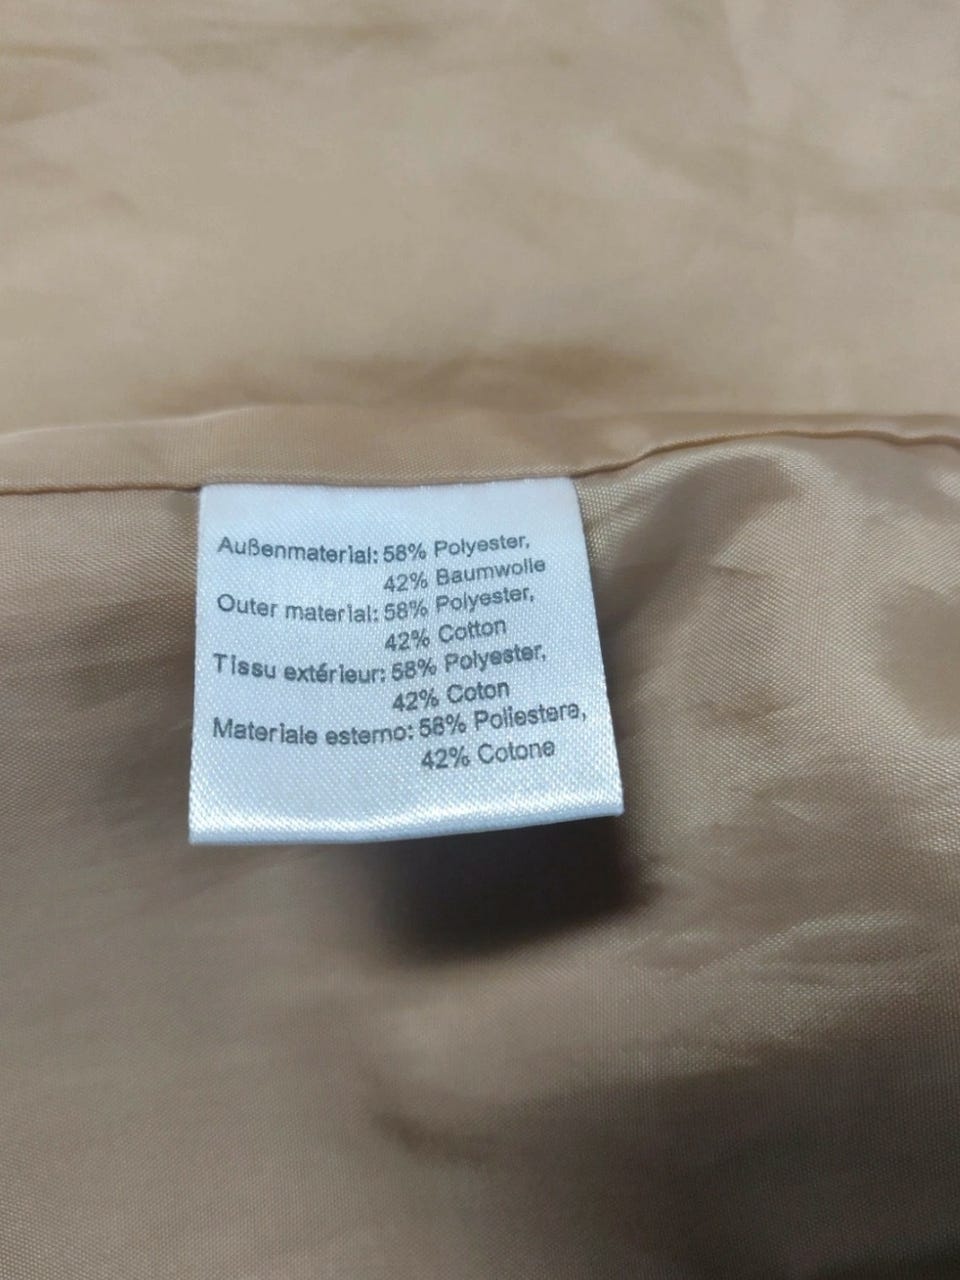 Außenmaterial: 58% Polyester,
42% Baumwolle
Outer material: 58% Polyester,
42% Cotton
Tissu extérieur: 58% Polyester,
42% Coton
Materiale esterno: 58% Poliestere,
42% Cotone